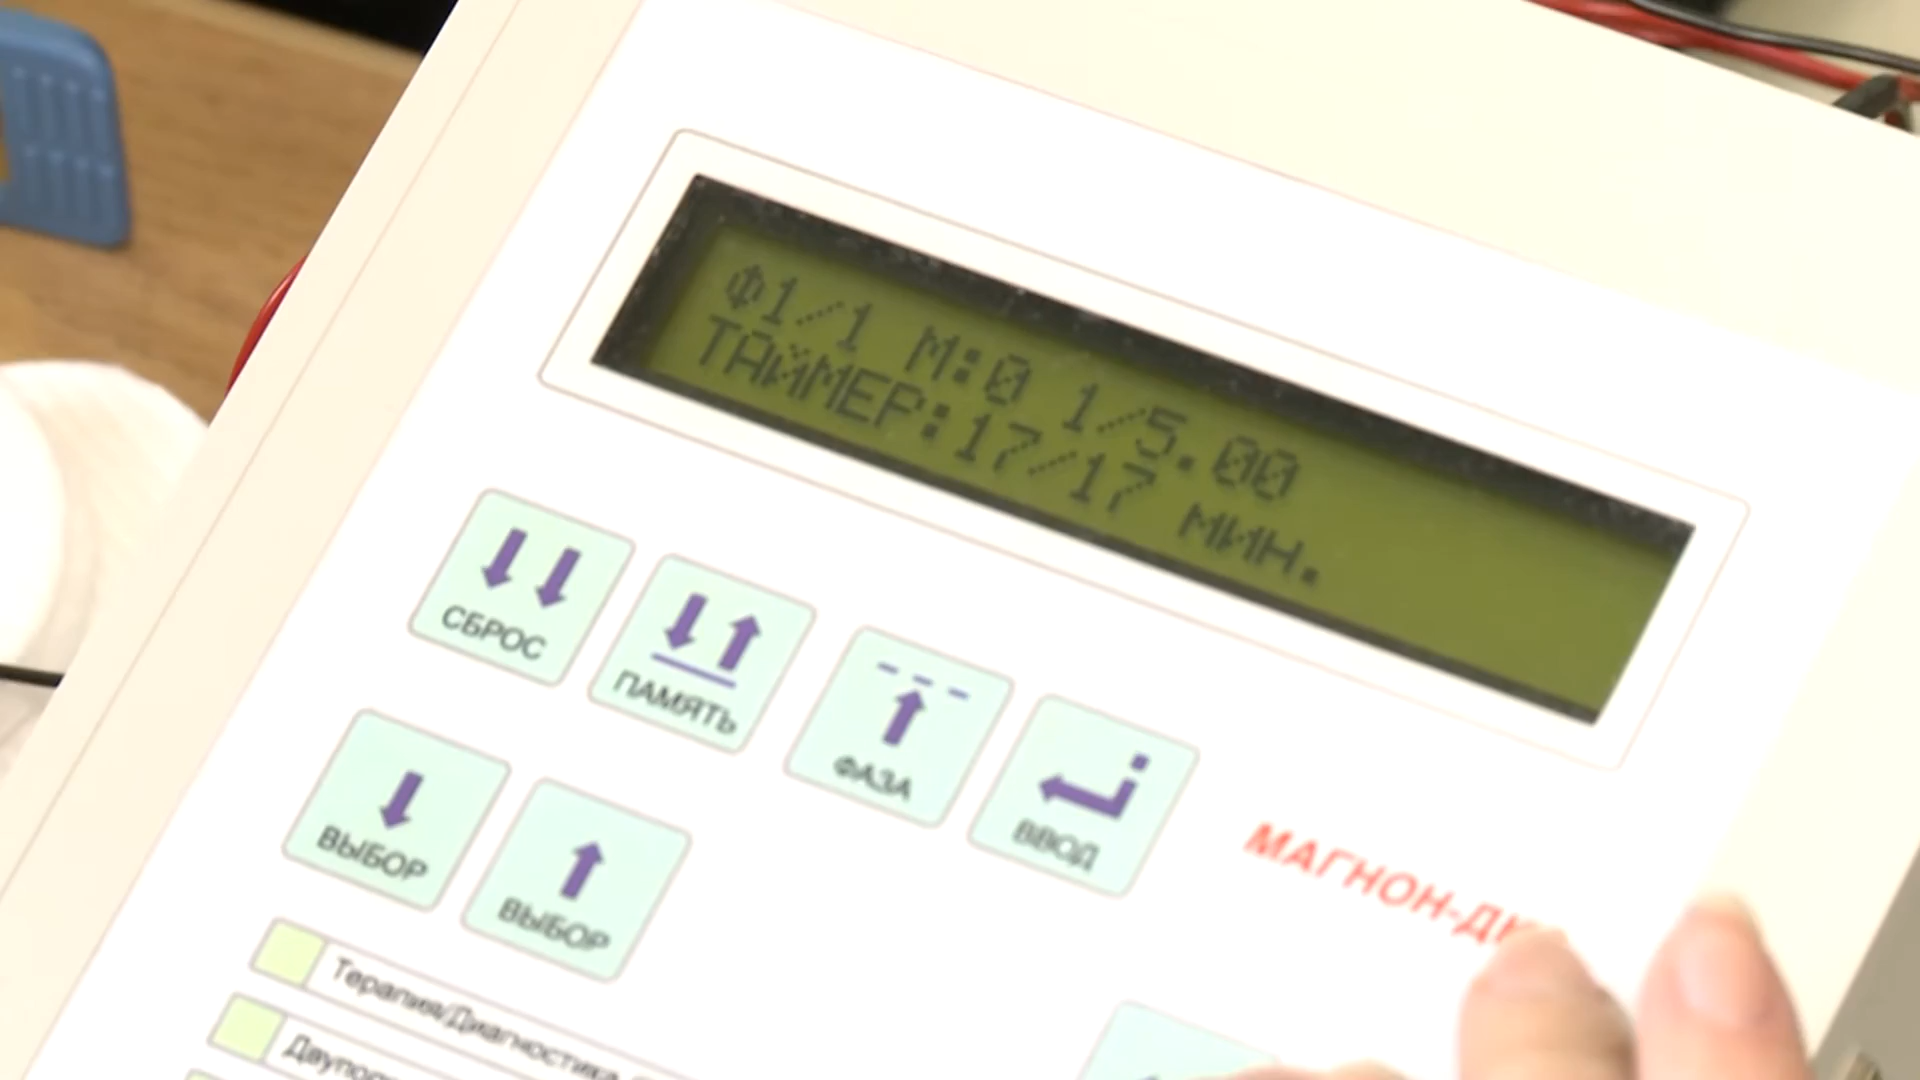 Ф1/1 М:0 1/5.00
ТАЙМЕР:17/17 МИН.
СБРОС
ПАМЯТЬ
ФАЗА
ВВОД
ВЫБОР
ВЫБОР
МАГНОН-ДК
Терапия/Диагностика